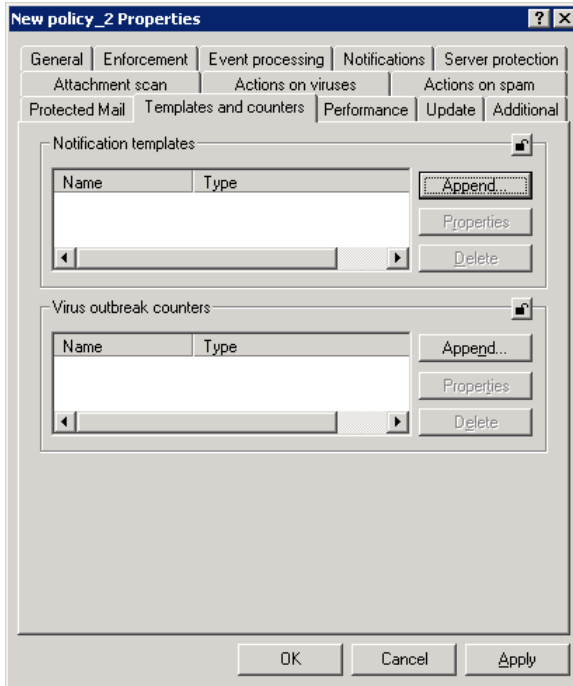 New policy_2 Properties
General Enforcement Event processing Notifications Server protection
Attachment scan Actions on viruses Actions on spam
Protected Mail Templates and counters Performance Update Additional
Notification templates
Name Type
Append...
Properties
Delete
Virus outbreak counters
Name Type
Append...
Properties
Delete
OK Cancel Apply